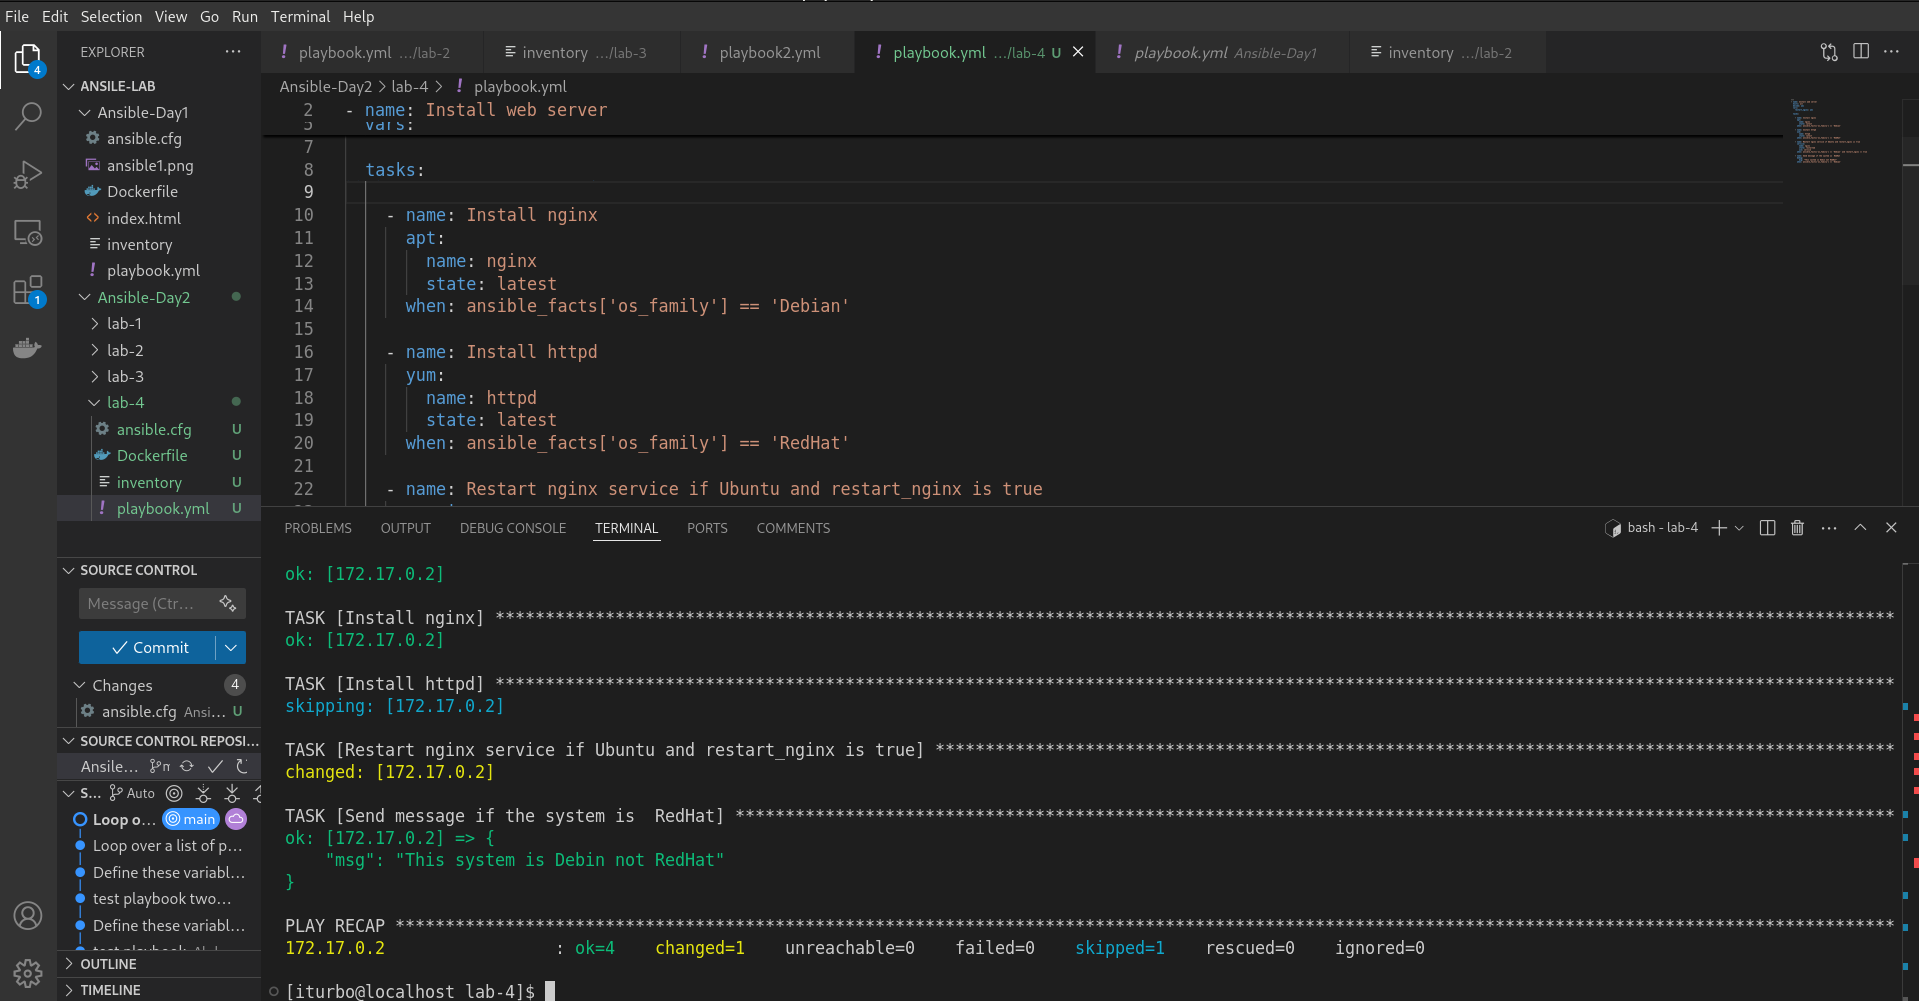 File Edit Selection View Go Run Terminal Help
EXPLORER
playbook.yml .../lab-2
inventory .../lab-3
playbook2.yml
playbook.yml .../lab-4 U
playbook.yml Ansible-Day1
inventory .../lab-2
4
1
ANSILE-LAB
Ansible-Day1
ansible.cfg
ansible1.png
Dockerfile
index.html
inventory
playbook.yml
Ansible-Day2
lab-1
lab-2
lab-3
lab-4
ansible.cfg U
Dockerfile U
inventory U
playbook.yml U
SOURCE CONTROL
Message (Ctr...
Commit
Changes 4
ansible.cfg Ansi... U
SOURCE CONTROL REPOSI...
Ansile...
S... Auto
Loop o... main
Loop over a list of p...
Define these variabl...
test playbook two...
Define these variabl...
OUTLINE
TIMELINE
Ansible-Day2 > lab-4 > playbook.yml
2 - name: Install web server
5 vars:
7
8 tasks:
9
10 - name: Install nginx
11 apt:
12 name: nginx
13 state: latest
14 when: ansible_facts['os_family'] == 'Debian'
15
16 - name: Install httpd
17 yum:
18 name: httpd
19 state: latest
20 when: ansible_facts['os_family'] == 'RedHat'
21
22 - name: Restart nginx service if Ubuntu and restart_nginx is true
PROBLEMS OUTPUT DEBUG CONSOLE TERMINAL PORTS COMMENTS
bash - lab-4
ok: [172.17.0.2]
TASK [Install nginx] ********************************************************************************************************************************************
ok: [172.17.0.2]
TASK [Install httpd] ********************************************************************************************************************************************
skipping: [172.17.0.2]
TASK [Restart nginx service if Ubuntu and restart_nginx is true] ************************************************************************************************
changed: [172.17.0.2]
TASK [Send message if the system is  RedHat] ********************************************************************************************************************
ok: [172.17.0.2] => {
"msg": "This system is Debin not RedHat"
}
PLAY RECAP ******************************************************************************************************************************************************
172.17.0.2 : ok=4 changed=1 unreachable=0 failed=0 skipped=1 rescued=0 ignored=0
[iturbo@localhost lab-4]$